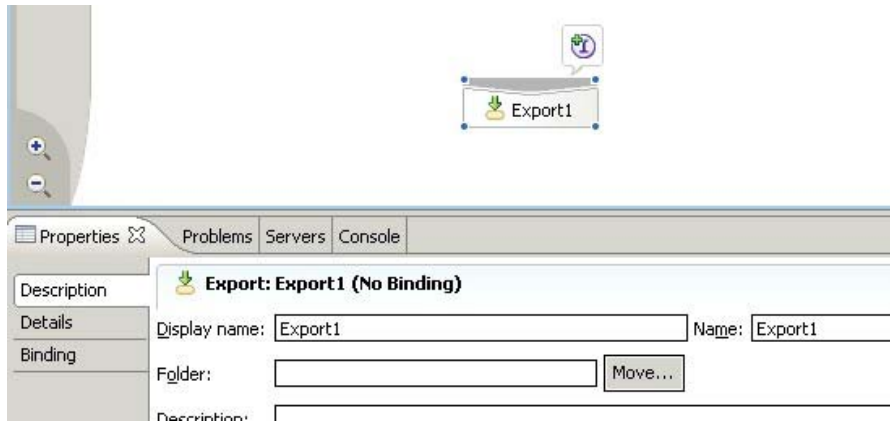 Export1
Properties Problems Servers Console
Description
Export: Export1 (No Binding)
Details
Display name: Export1 Name: Export1
Binding
Folder: Move...
Description: